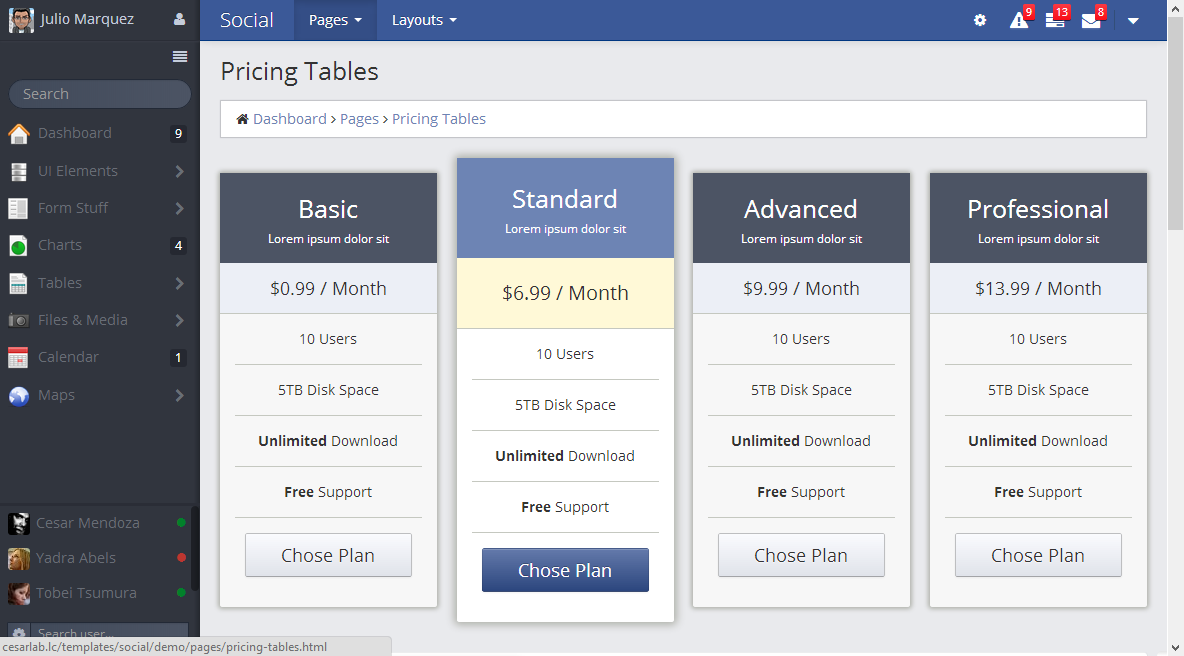 Julio Marquez
Search
Dashboard 9
UI Elements
Form Stuff
Charts 4
Tables
Files & Media
Calendar 1
Maps
Cesar Mendoza
Yadra Abels
Tobei Tsumura
Search user...
cesarlab.lc/templates/social/demo/pages/pricing-tables.html
Social Pages Layouts 9 13 8
Pricing Tables
Dashboard › Pages › Pricing Tables
Basic
Lorem ipsum dolor sit
$0.99 / Month
10 Users
5TB Disk Space
Unlimited Download
Free Support
Chose Plan
Standard
Lorem ipsum dolor sit
$6.99 / Month
10 Users
5TB Disk Space
Unlimited Download
Free Support
Chose Plan
Advanced
Lorem ipsum dolor sit
$9.99 / Month
10 Users
5TB Disk Space
Unlimited Download
Free Support
Chose Plan
Professional
Lorem ipsum dolor sit
$13.99 / Month
10 Users
5TB Disk Space
Unlimited Download
Free Support
Chose Plan